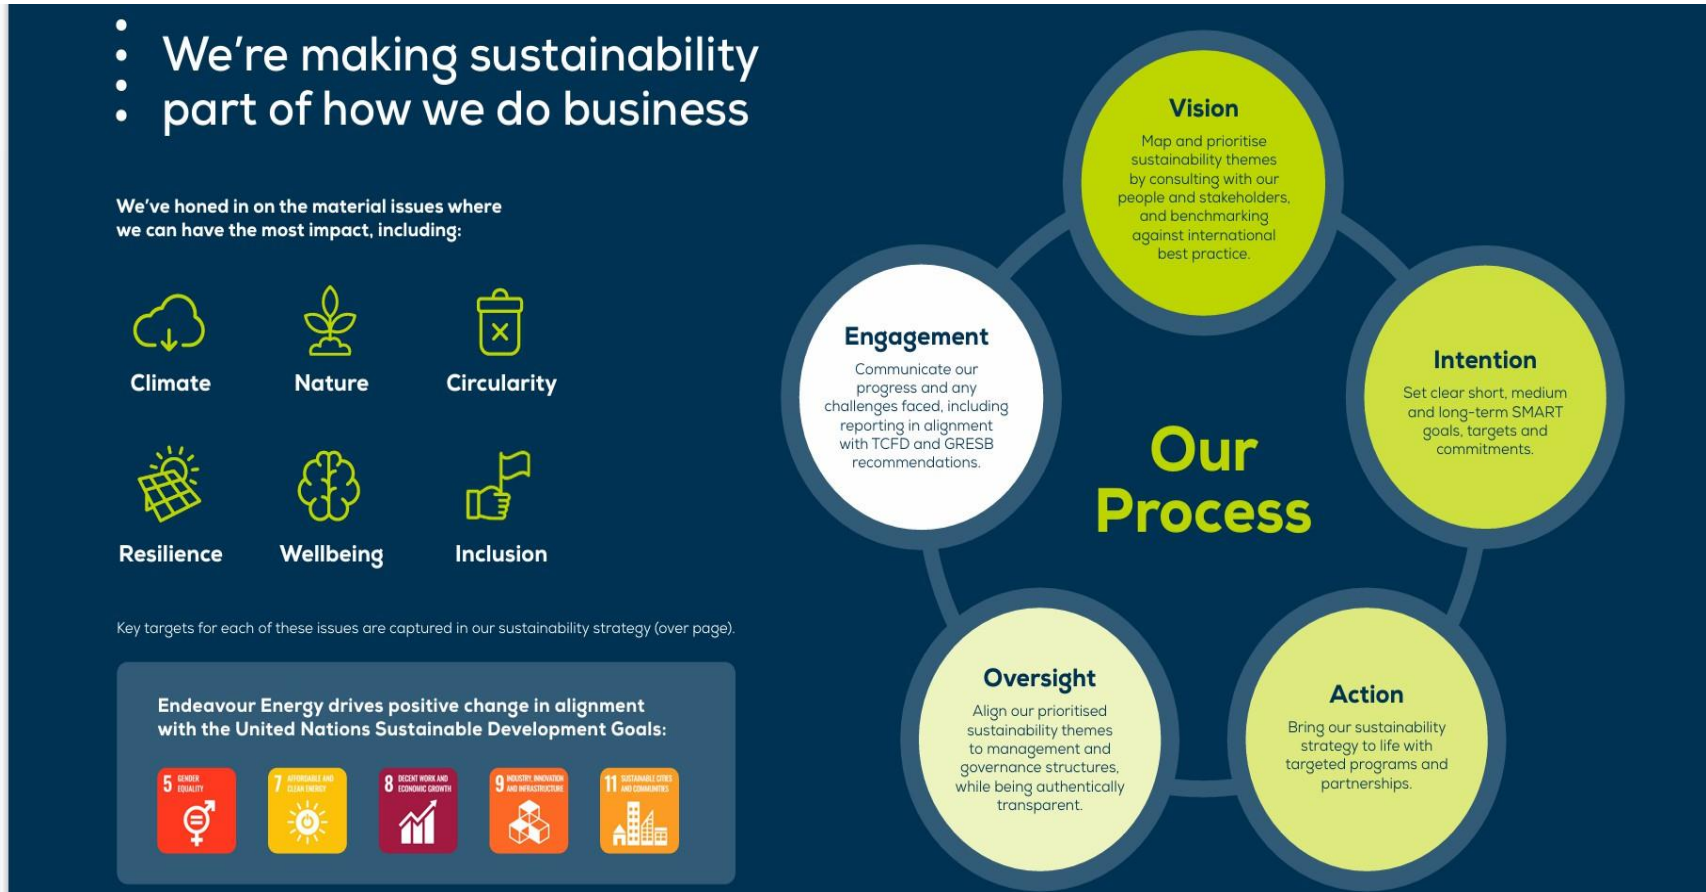 We're making sustainability
part of how we do business
We've honed in on the material issues where
we can have the most impact, including:
Climate
Nature
Circularity
Resilience
Wellbeing
Inclusion
Key targets for each of these issues are captured in our sustainability strategy (over page).
Endeavour Energy drives positive change in alignment
with the United Nations Sustainable Development Goals:
5 GENDER
EQUALITY
7 AFFORDABLE AND
CLEAN ENERGY
8 DECENT WORK AND
ECONOMIC GROWTH
9 INDUSTRY, INNOVATION
AND INFRASTRUCTURE
11 SUSTAINABLE CITIES
AND COMMUNITIES
Our
Process
Vision
Map and prioritise
sustainability themes
by consulting with our
people and stakeholders,
and benchmarking
against international
best practice.
Intention
Set clear short, medium
and long-term SMART
goals, targets and
commitments.
Action
Bring our sustainability
strategy to life with
targeted programs and
partnerships.
Oversight
Align our prioritised
sustainability themes
to management and
governance structures,
while being authentically
transparent.
Engagement
Communicate our
progress and any
challenges faced, including
reporting in alignment
with TCFD and GRESB
recommendations.